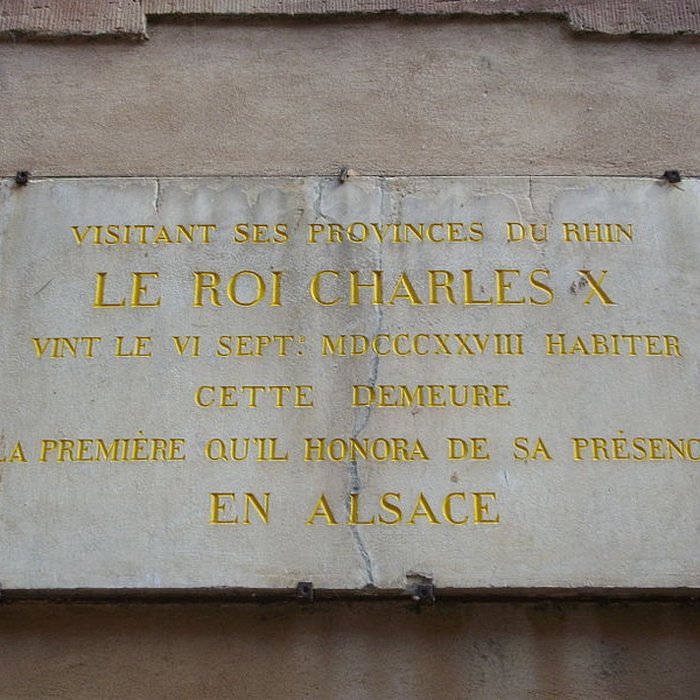 VISITANT SES PROVINCES DU RHIN
LE ROI CHARLES X
VINT LE VI SEPT.E MDCCCXXVIII HABITER
CETTE DEMEURE
LA PREMIÈRE QU'IL HONORA DE SA PRÉSENC
EN ALSACE